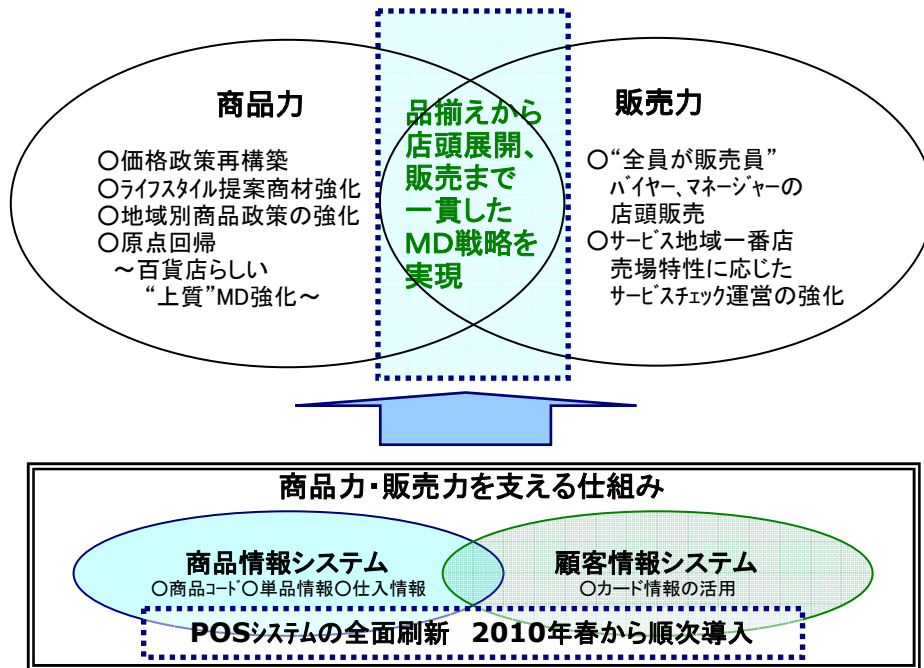 商品力
○価格政策再構築
○ﾗｲﾌｽﾀｲﾙ提案商材強化
○地域別商品政策の強化
○原点回帰
～百貨店らしい
“上質”MD強化～
品揃えから
店頭展開、
販売まで
一貫した
ＭＤ戦略を
実現
販売力
○“全員が販売員”
ﾊﾞｲﾔｰ、ﾏﾈｰｼﾞｬｰの
店頭販売
○ｻｰﾋﾞｽ地域一番店
売場特性に応じた
ｻｰﾋﾞｽﾁｪｯｸ運営の強化
商品力・販売力を支える仕組み
商品情報システム
○商品ｺｰﾄﾞ○単品情報○仕入情報
顧客情報システム
○ｶｰﾄﾞ情報の活用
POSｼｽﾃﾑの全面刷新 2010年春から順次導入